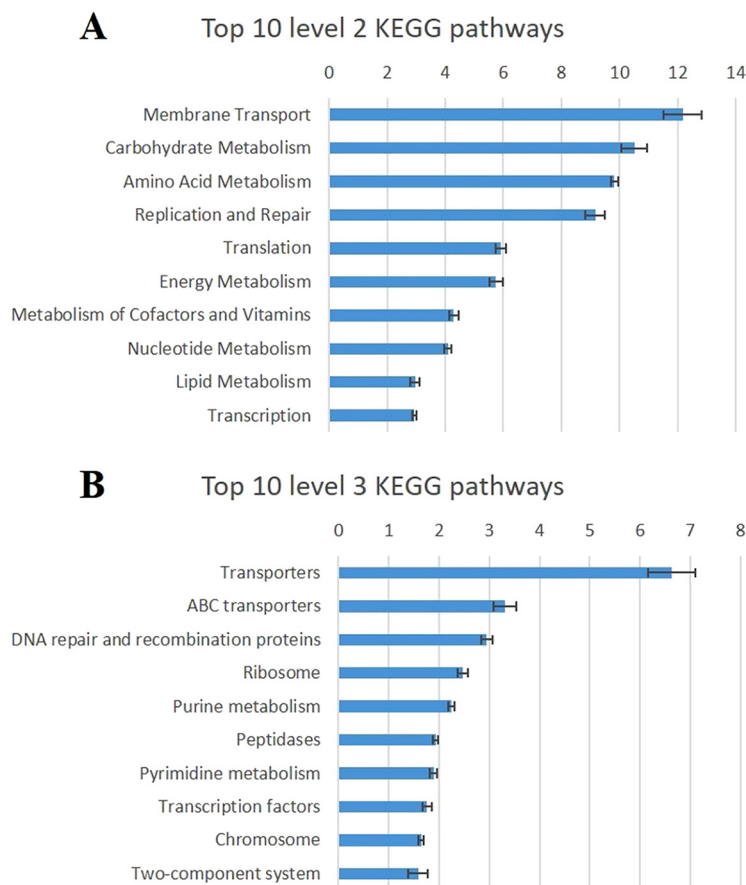 A Top 10 level 2 KEGG pathways
0 2 4 6 8 10 12 14
Membrane Transport
Carbohydrate Metabolism
Amino Acid Metabolism
Replication and Repair
Translation
Energy Metabolism
Metabolism of Cofactors and Vitamins
Nucleotide Metabolism
Lipid Metabolism
Transcription
B Top 10 level 3 KEGG pathways
0 1 2 3 4 5 6 7 8
Transporters
ABC transporters
DNA repair and recombination proteins
Ribosome
Purine metabolism
Peptidases
Pyrimidine metabolism
Transcription factors
Chromosome
Two-component system